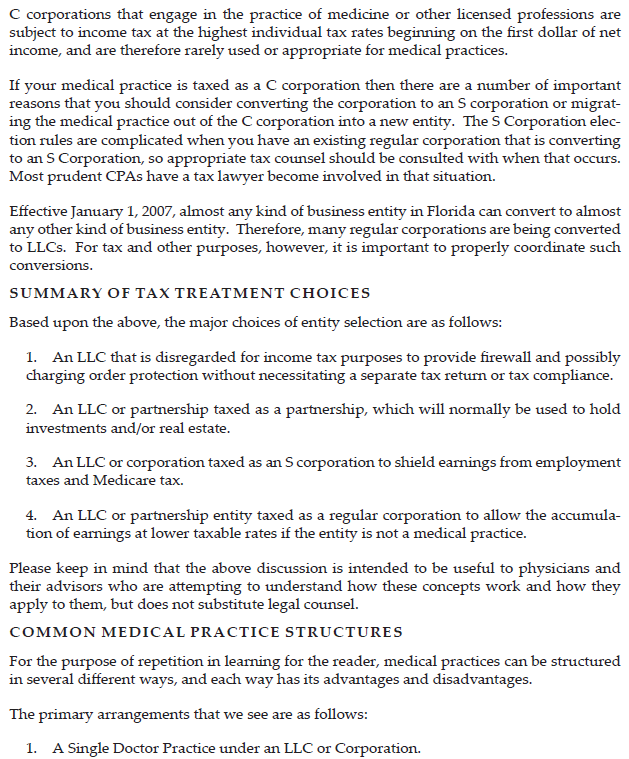 C corporations that engage in the practice of medicine or other licensed professions are
subject to income tax at the highest individual tax rates beginning on the first dollar of net
income, and are therefore rarely used or appropriate for medical practices.
If your medical practice is taxed as a C corporation then there are a number of important
reasons that you should consider converting the corporation to an S corporation or migrat-
ing the medical practice out of the C corporation into a new entity. The S Corporation elec-
tion rules are complicated when you have an existing regular corporation that is converting
to an S Corporation, so appropriate tax counsel should be consulted with when that occurs.
Most prudent CPAs have a tax lawyer become involved in that situation.
Effective January 1, 2007, almost any kind of business entity in Florida can convert to almost
any other kind of business entity. Therefore, many regular corporations are being converted
to LLCs. For tax and other purposes, however, it is important to properly coordinate such
conversions.
SUMMARY OF TAX TREATMENT CHOICES
Based upon the above, the major choices of entity selection are as follows:
1. An LLC that is disregarded for income tax purposes to provide firewall and possibly
charging order protection without necessitating a separate tax return or tax compliance.
2. An LLC or partnership taxed as a partnership, which will normally be used to hold
investments and/or real estate.
3. An LLC or corporation taxed as an S corporation to shield earnings from employment
taxes and Medicare tax.
4. An LLC or partnership entity taxed as a regular corporation to allow the accumula-
tion of earnings at lower taxable rates if the entity is not a medical practice.
Please keep in mind that the above discussion is intended to be useful to physicians and
their advisors who are attempting to understand how these concepts work and how they
apply to them, but does not substitute legal counsel.
COMMON MEDICAL PRACTICE STRUCTURES
For the purpose of repetition in learning for the reader, medical practices can be structured
in several different ways, and each way has its advantages and disadvantages.
The primary arrangements that we see are as follows:
1. A Single Doctor Practice under an LLC or Corporation.